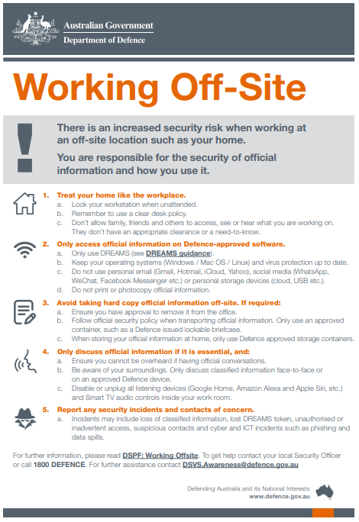 Australian Government
Department of Defence
Working Off-Site
!
There is an increased security risk when working at
an off-site location such as your home.
You are responsible for the security of official
information and how you use it.
1. Treat your home like the workplace.
a. Lock your workstation when unattended.
b. Remember to use a clear desk policy.
c. Don't allow family, friends and others to access, see or hear what you are working on.
They don't have an appropriate clearance or a need-to-know.
2. Only access official information on Defence-approved software.
a. Only use DREAMS (see DREAMS guidance).
b. Keep your operating systems (Windows / Mac OS / Linux) and virus protection up to date.
c. Do not use personal email (Gmail, Hotmail, iCloud, Yahoo), social media (WhatsApp,
WeChat, Facebook Messenger etc.) or personal storage devices (cloud, USB etc.).
d. Do not print or photocopy official information.
3. Avoid taking hard copy official information off-site. If required:
a. Ensure you have approval to remove it from the office.
b. Follow official security policy when transporting official information. Only use an approved
container, such as a Defence issued lockable briefcase.
c. When storing your official information at home, only use Defence approved storage containers.
4. Only discuss official information if it is essential, and:
a. Ensure you cannot be overheard if having official conversations.
b. Be aware of your surroundings. Only discuss classified information face-to-face or
on an approved Defence device.
c. Disable or unplug all listening devices (Google Home, Amazon Alexa and Apple Siri, etc.)
and Smart TV audio controls inside your work room.
5. Report any security incidents and contacts of concern.
a. Incidents may include loss of classified information, lost DREAMS token, unauthorised or
inadvertent access, suspicious contacts and cyber and ICT incidents such as phishing and
data spills.
For further information, please read DSPF: Working Offsite. To get help contact your local Security Officer
or call 1800 DEFENCE. For further assistance contact DSVS.Awareness@defence.gov.au
Defending Australia and its National Interests
www.defence.gov.au